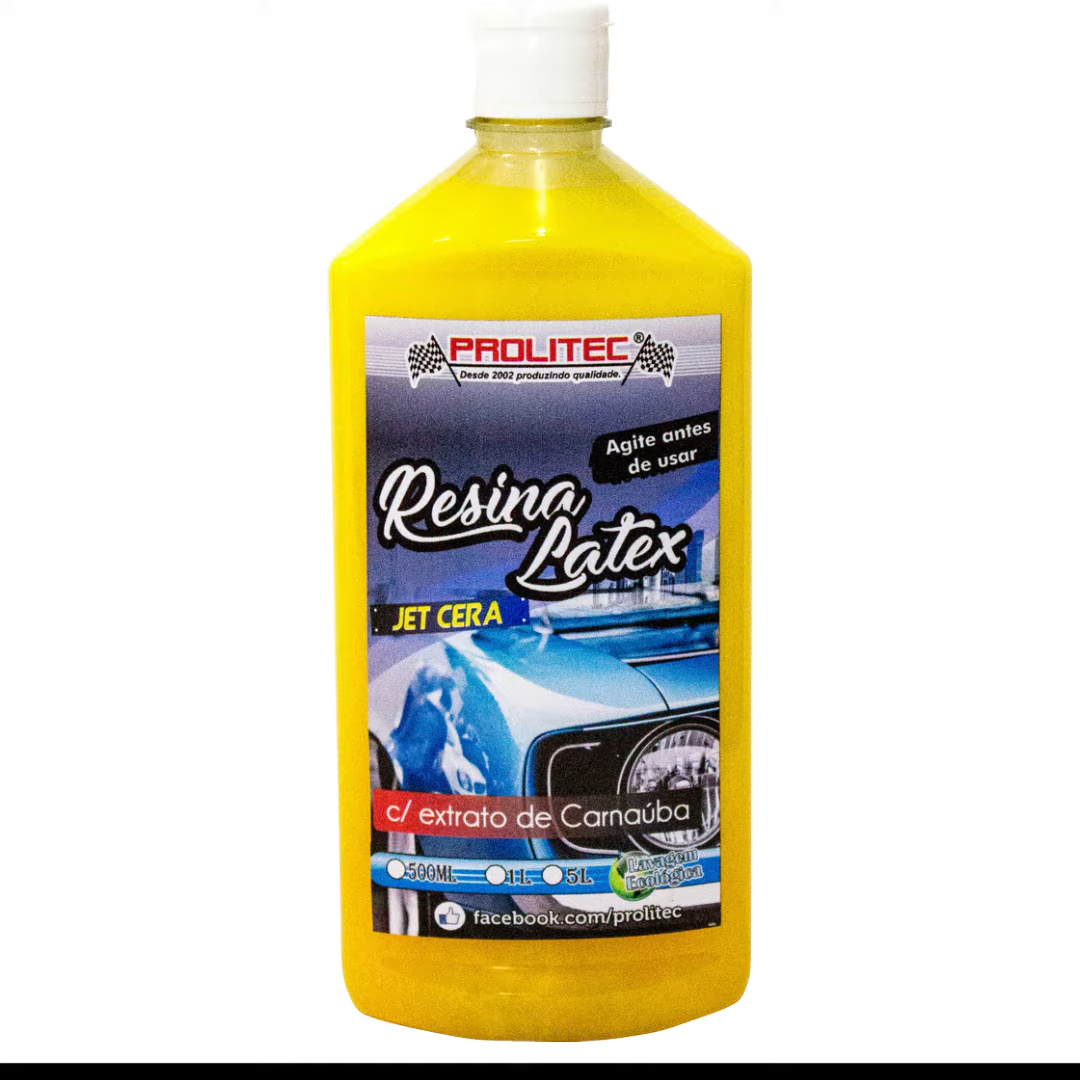 PROLITEC®
Desde 2002 produzindo qualidade.
Agite antes
de usar
Resina
Latex
JET CERA
c/ extrato de Carnaúba
500ML 1L 5L
Lavagem
Ecológica
facebook.com/prolitec